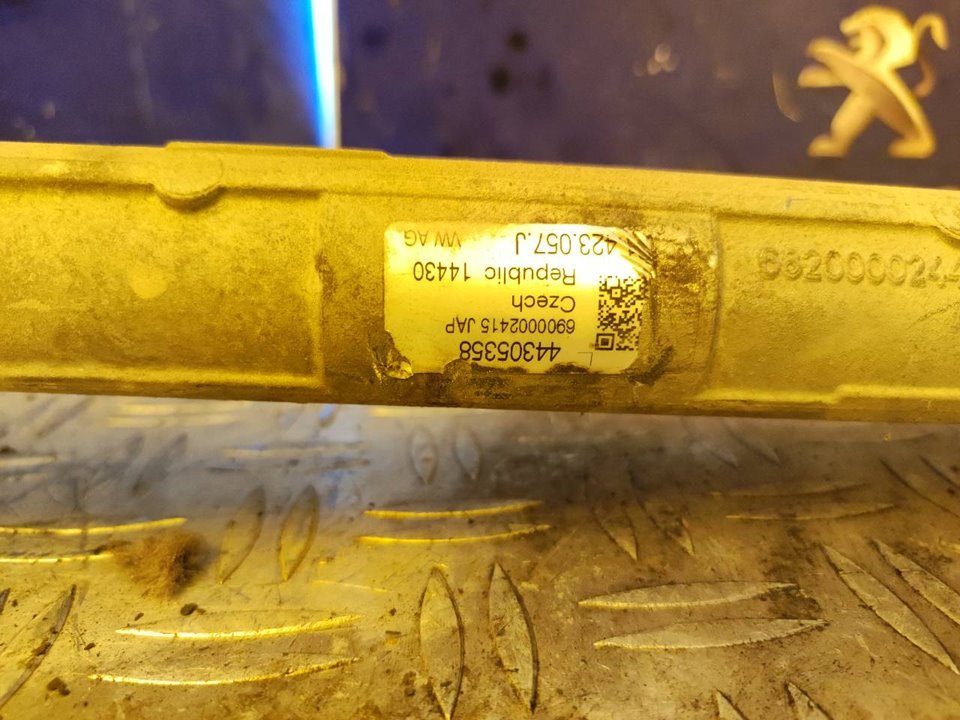 44305358
6900002415 JAP
Czech
Republic 14430
423.057.J VW AG